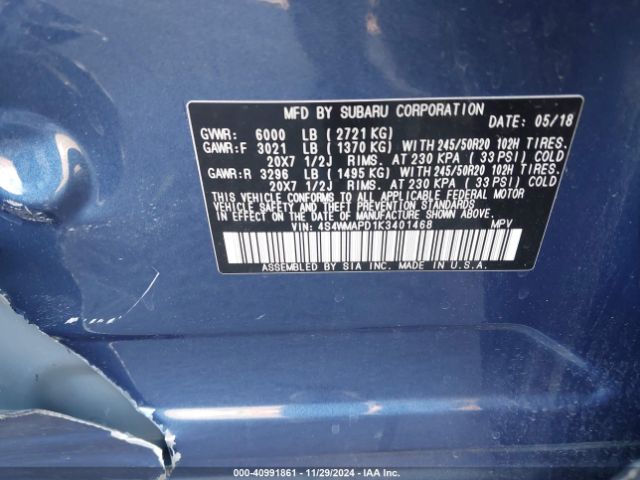 MFD BY SUBARU CORPORATION
DATE: 05/18
GVWR: 6000 LB (2721 KG)
GAWR:F 3021 LB (1370 KG) WITH 245/50R20 102H TIRES.
20X7 1/2J RIMS. AT 230 KPA (33 PSI) COLD
GAWR:R 3296 LB (1495 KG) WITH 245/50R20 102H TIRES.
20X7 1/2J RIMS. AT 230 KPA (33 PSI) COLD
THIS VEHICLE CONFORMS TO ALL APPLICABLE FEDERAL MOTOR
VEHICLE SAFETY STANDARDS IN EFFECT ON THE DATE OF
MANUFACTURE SHOWN ABOVE.
VIN: 4S4WMAPD1K3401468 MPV
ASSEMBLED BY SIA INC. MADE IN U.S.A.
000-40991861 - 11/29/2024 - IAA Inc.